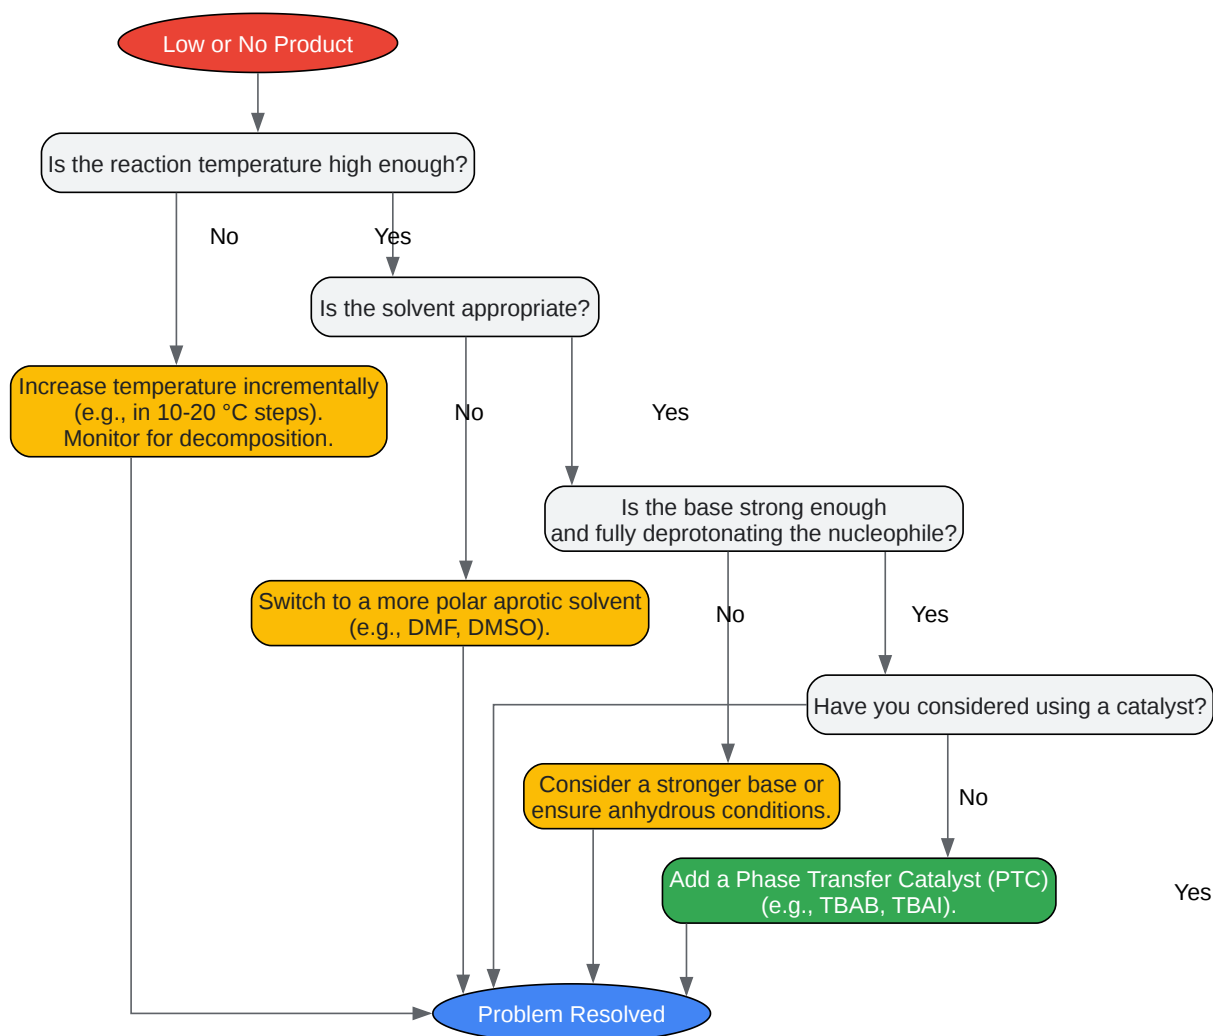 Low or No Product
Is the reaction temperature high enough?
No
Yes
Is the solvent appropriate?
Increase temperature incrementally
(e.g., in 10-20 °C steps).
Monitor for decomposition.
No
Yes
Is the base strong enough
and fully deprotonating the nucleophile?
Switch to a more polar aprotic solvent
(e.g., DMF, DMSO).
No
Yes
Have you considered using a catalyst?
Consider a stronger base or
ensure anhydrous conditions.
No
Add a Phase Transfer Catalyst (PTC)
(e.g., TBAB, TBAI).
Yes
Problem Resolved